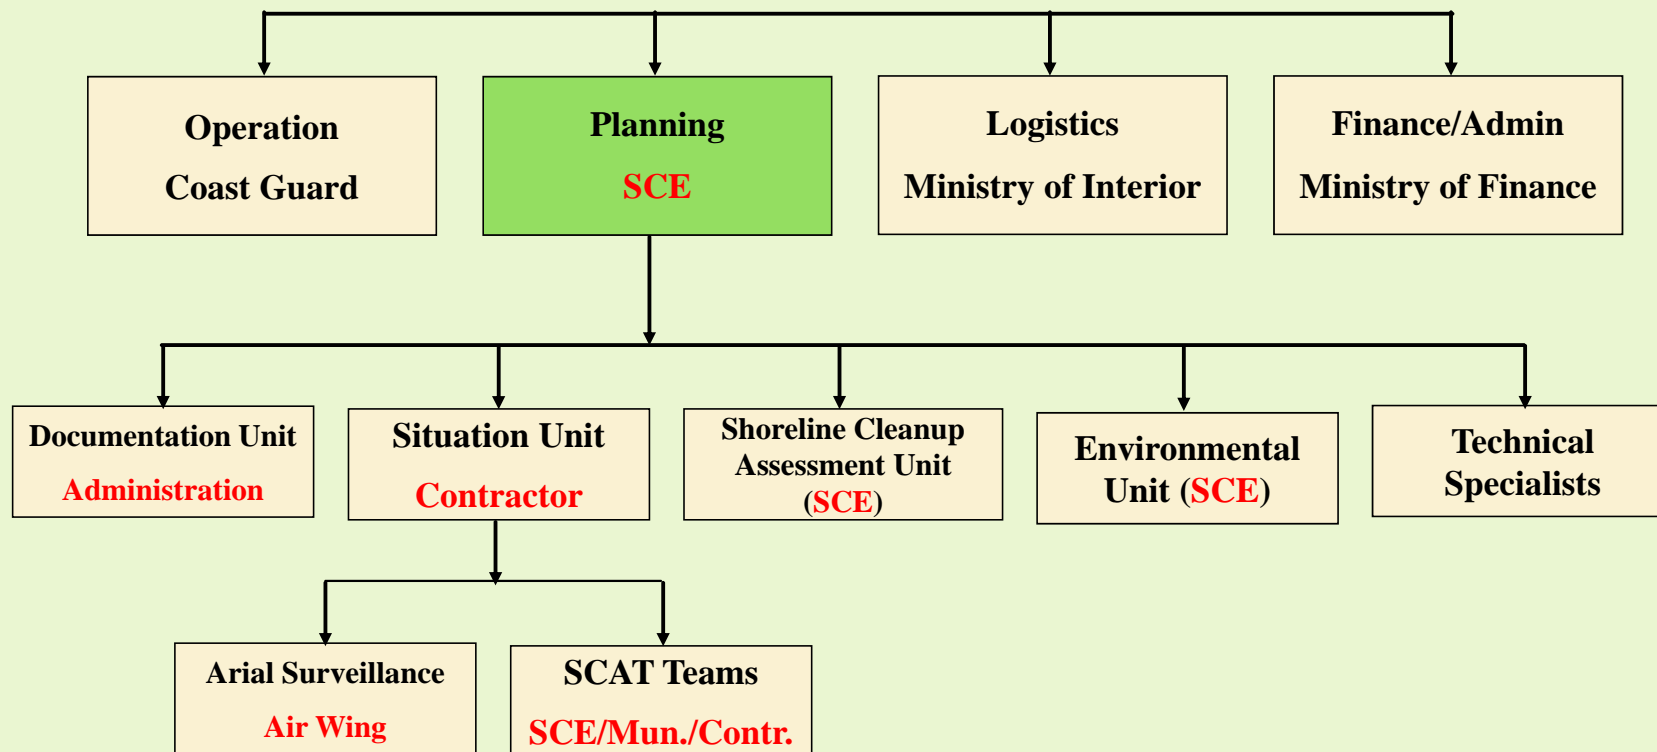 Operation
Coast Guard
Planning
SCE
Logistics
Ministry of Interior
Finance/Admin
Ministry of Finance
Documentation Unit
Administration
Situation Unit
Contractor
Shoreline Cleanup
Assessment Unit
(SCE)
Environmental
Unit (SCE)
Technical
Specialists
Arial Surveillance
Air Wing
SCAT Teams
SCE/Mun./Contr.